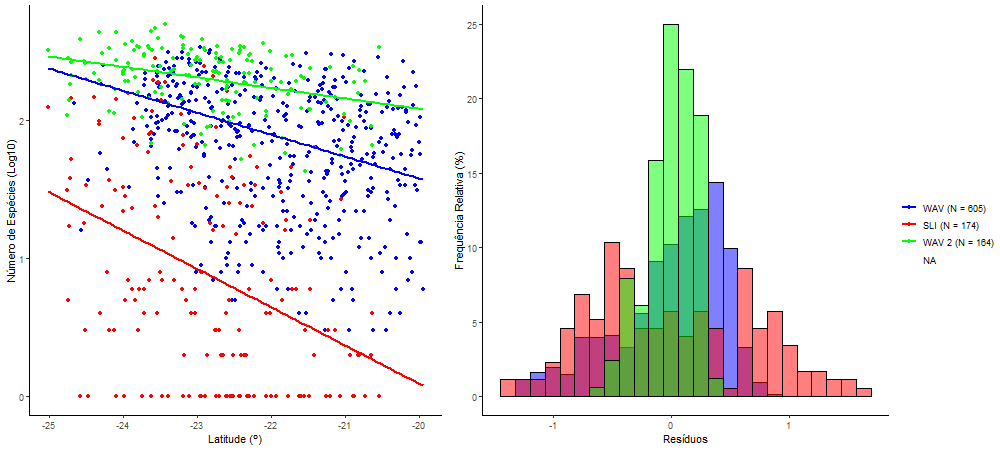 Número de Espécies (Log10)
2
1
0
-25 -24 -23 -22 -21 -20
Latitude (º)
Frequência Relativa (%)
25
20
15
10
5
0
-1 0 1
Resíduos
WAV (N = 605)
SLI (N = 174)
WAV 2 (N = 164)
NA